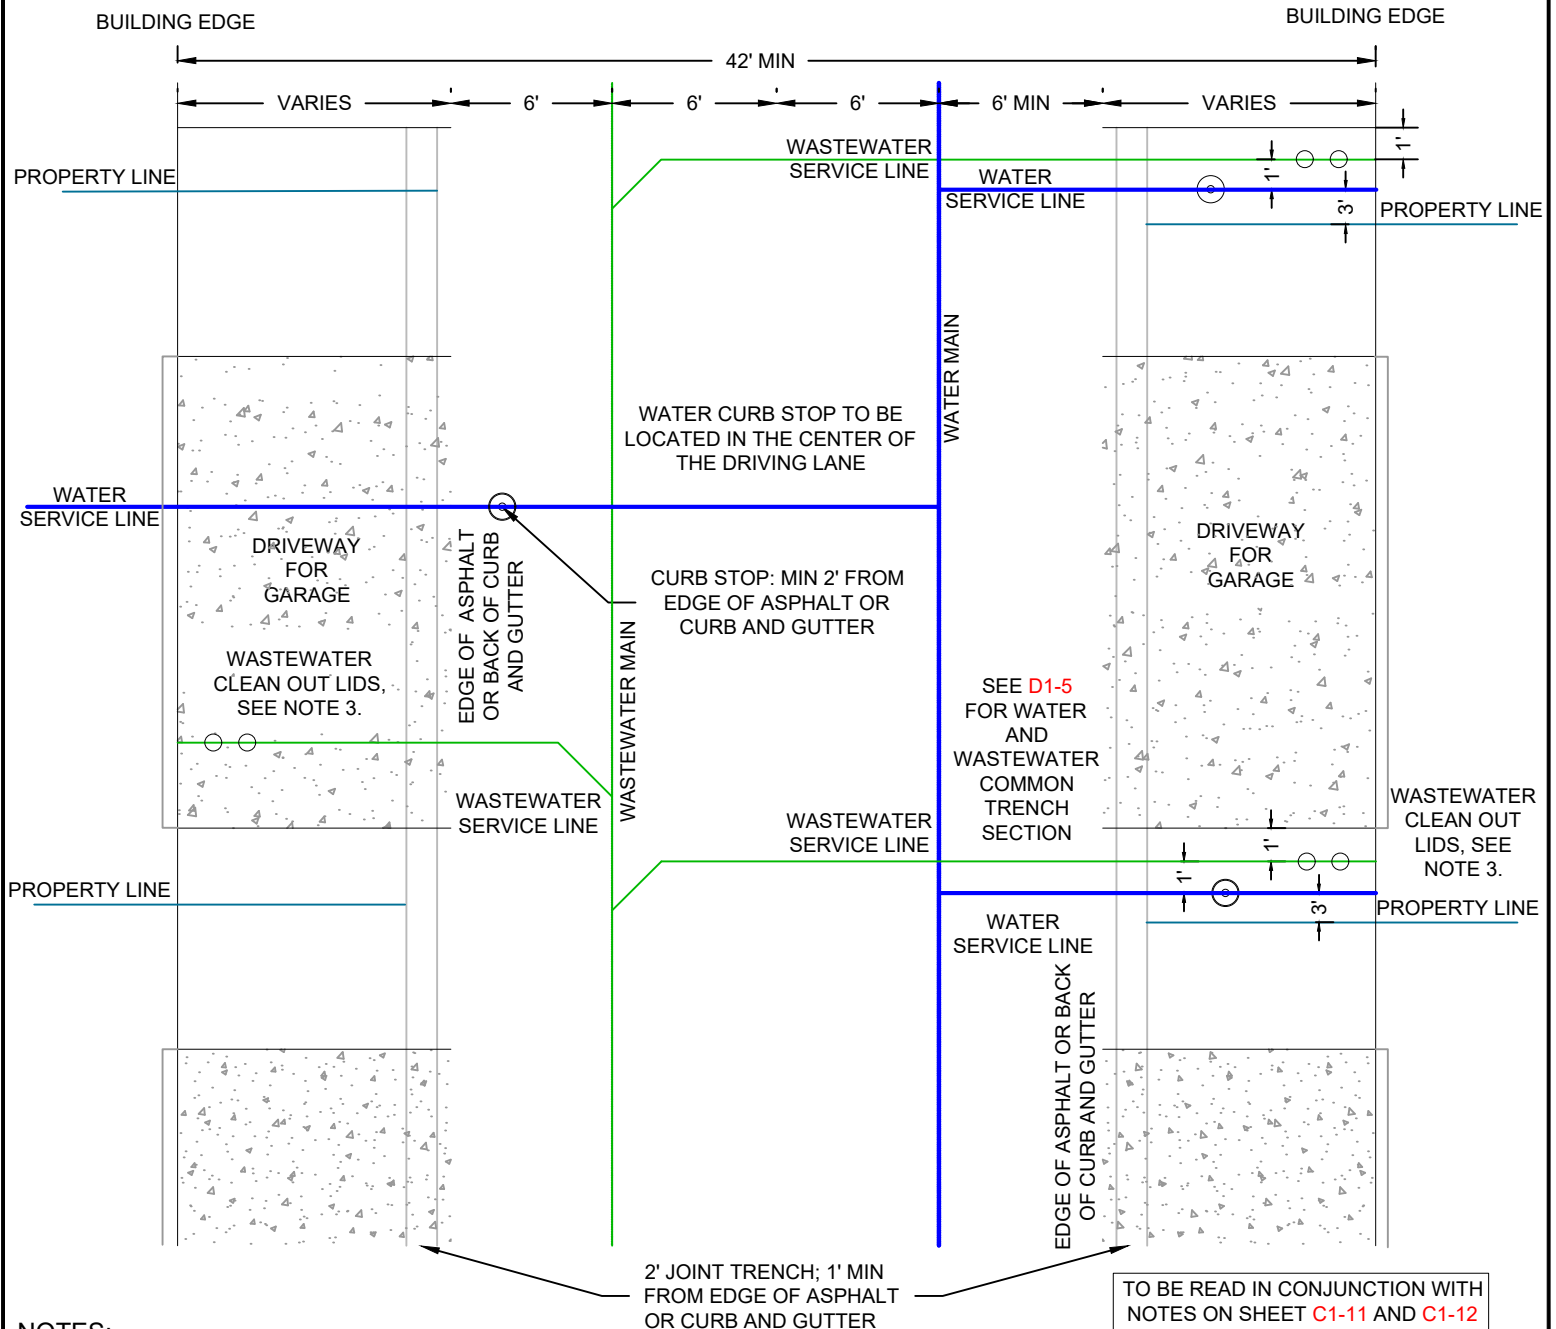 BUILDING EDGE
BUILDING EDGE
42' MIN
VARIES
6'
6'
6'
6' MIN
VARIES
WASTEWATER
SERVICE LINE
1'
1'
PROPERTY LINE
WATER
SERVICE LINE
3'
PROPERTY LINE
WATER MAIN
WATER CURB STOP TO BE
LOCATED IN THE CENTER OF
THE DRIVING LANE
WATER
SERVICE LINE
DRIVEWAY
FOR
GARAGE
EDGE OF ASPHALT
OR BACK OF CURB
AND GUTTER
CURB STOP: MIN 2' FROM
EDGE OF ASPHALT OR
CURB AND GUTTER
DRIVEWAY
FOR
GARAGE
WASTEWATER
CLEAN OUT LIDS,
SEE NOTE 3.
WASTEWATER MAIN
SEE D1-5
FOR WATER
AND
WASTEWATER
COMMON
TRENCH
SECTION
WASTEWATER
SERVICE LINE
WASTEWATER
SERVICE LINE
WASTEWATER
CLEAN OUT
LIDS, SEE
NOTE 3.
1'
1'
PROPERTY LINE
3'
PROPERTY LINE
WATER
SERVICE LINE
EDGE OF ASPHALT OR BACK
OF CURB AND GUTTER
2' JOINT TRENCH; 1' MIN
FROM EDGE OF ASPHALT
OR CURB AND GUTTER
TO BE READ IN CONJUNCTION WITH
NOTES ON SHEET C1-11 AND C1-12
NOTES: